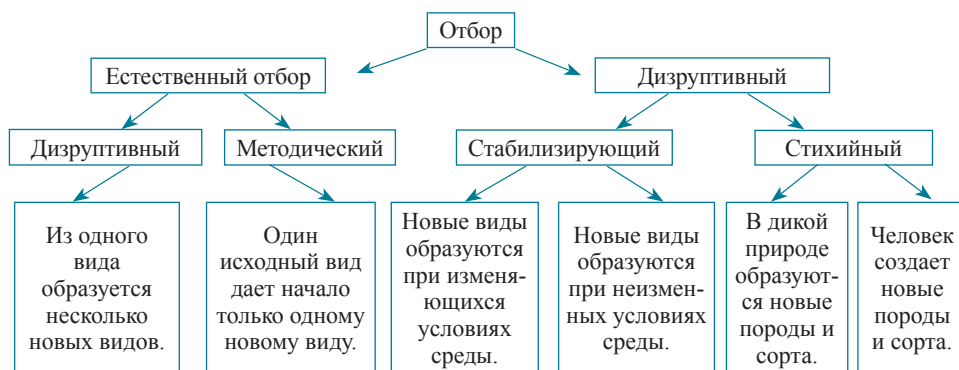 Отбор
Естественный отбор
Дизруптивный
Дизруптивный
Методический
Стабилизирующий
Стихийный
Из одного
вида
образуется
несколько
новых видов.
Один
исходный вид
дает начало
только одному
новому виду.
Новые виды
образуются
при изменя-
ющихся
условиях
среды.
Новые виды
образуются
при неизмен-
ных условиях
среды.
В дикой
природе
образуют-
ся новые
породы и
сорта.
Человек
создает
новые
породы
и сорта.